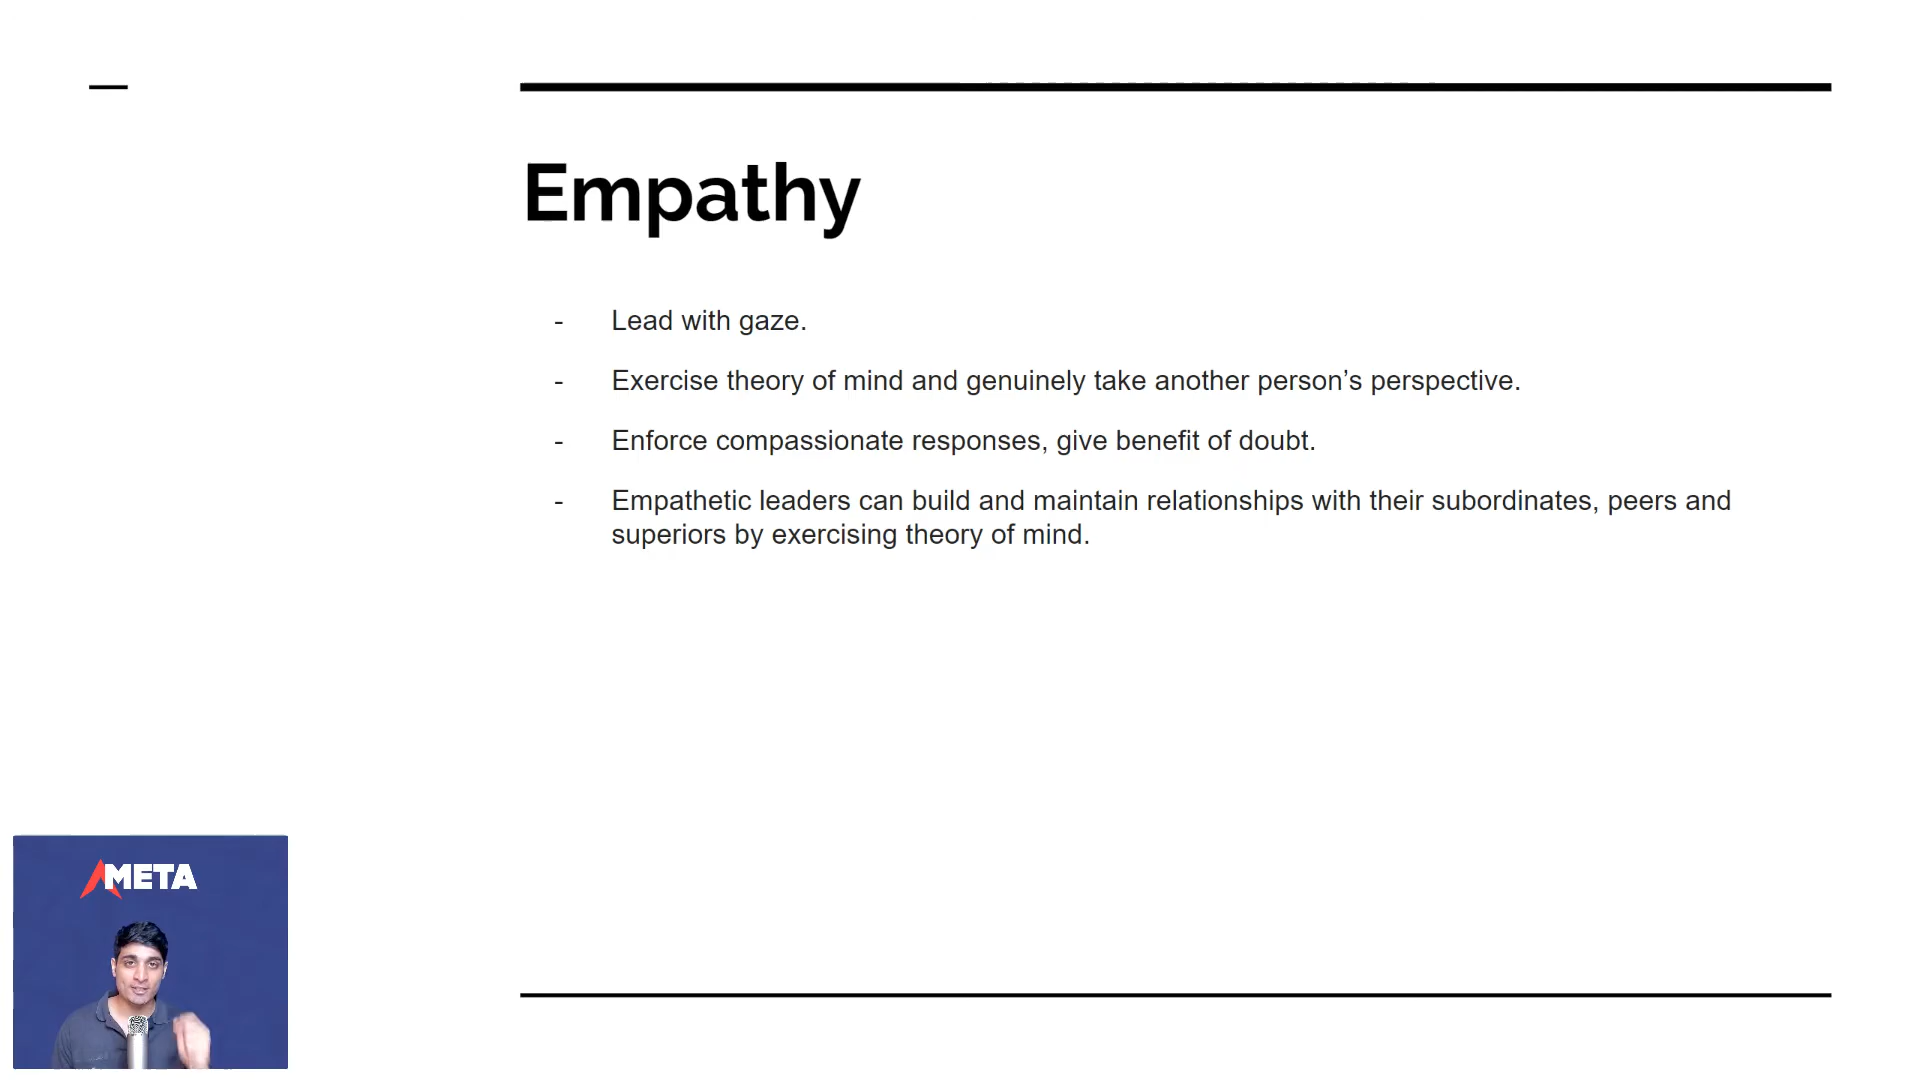 Empathy
- Lead with gaze.
- Exercise theory of mind and genuinely take another person’s perspective.
- Enforce compassionate responses, give benefit of doubt.
- Empathetic leaders can build and maintain relationships with their subordinates, peers and
superiors by exercising theory of mind.
META